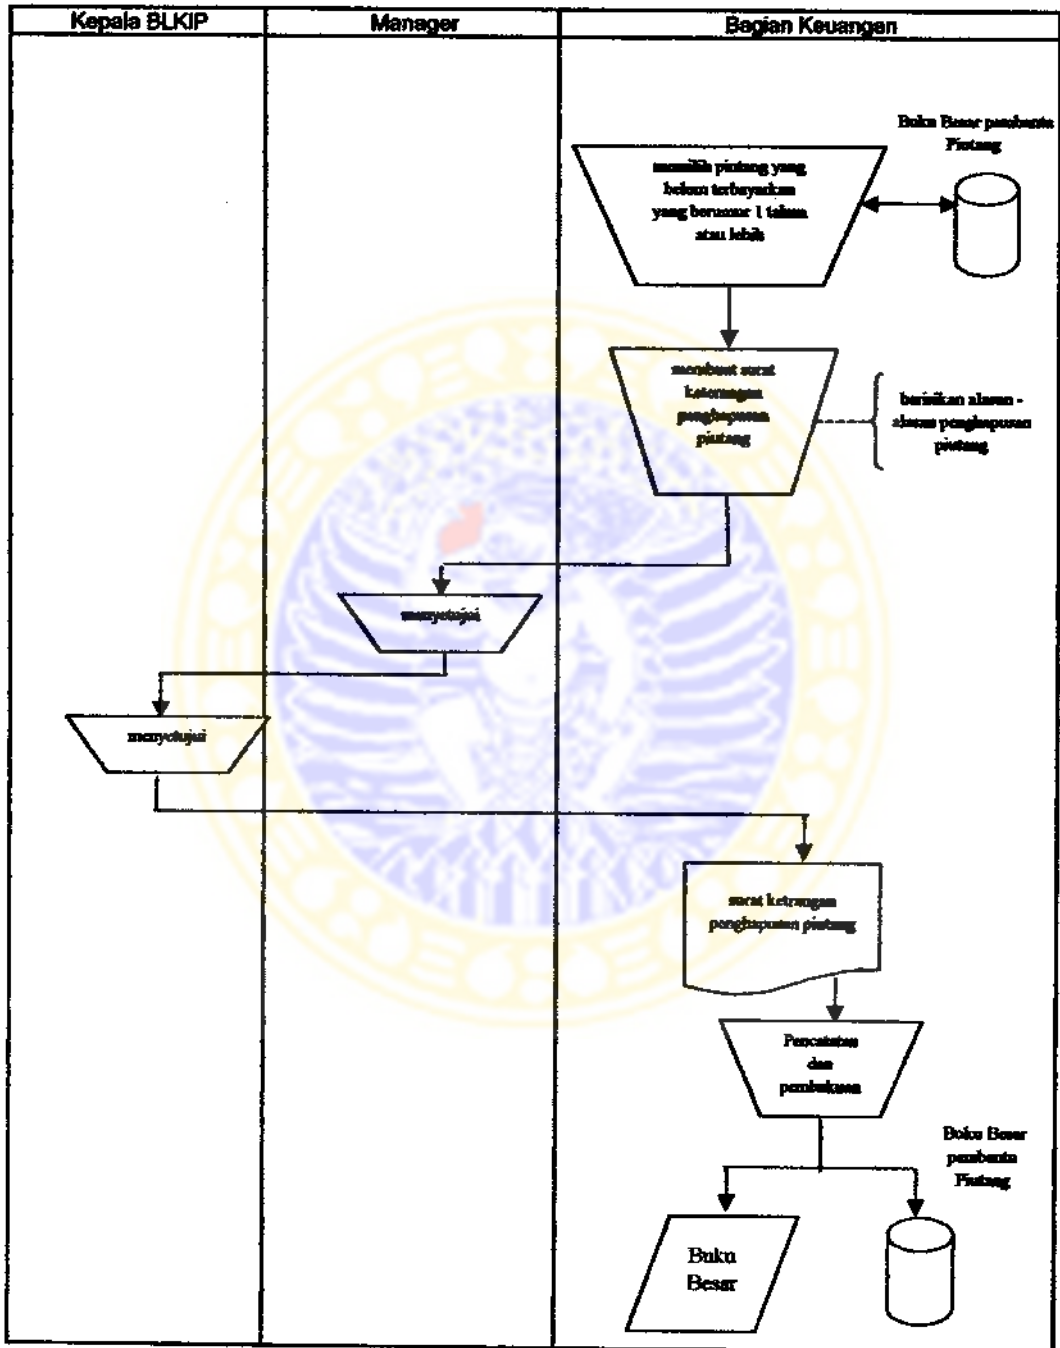 Kepala BLKIP
Manager
Bagian Keuangan
Buku Besar pembantu
Piutang
memilih piutang yang
belum terbayarkan
yang berumur 1 tahun
atau lebih
membuat surat
keterangan
penghapusan
piutang
berisikan alasan -
alasan penghapusan
piutang
menyetujui
menyetujui
surat ketrangan
penghapusan piutang
Pencatatan
dan
pembukuan
Buku Besar
pembantu
Piutang
Buku
Besar